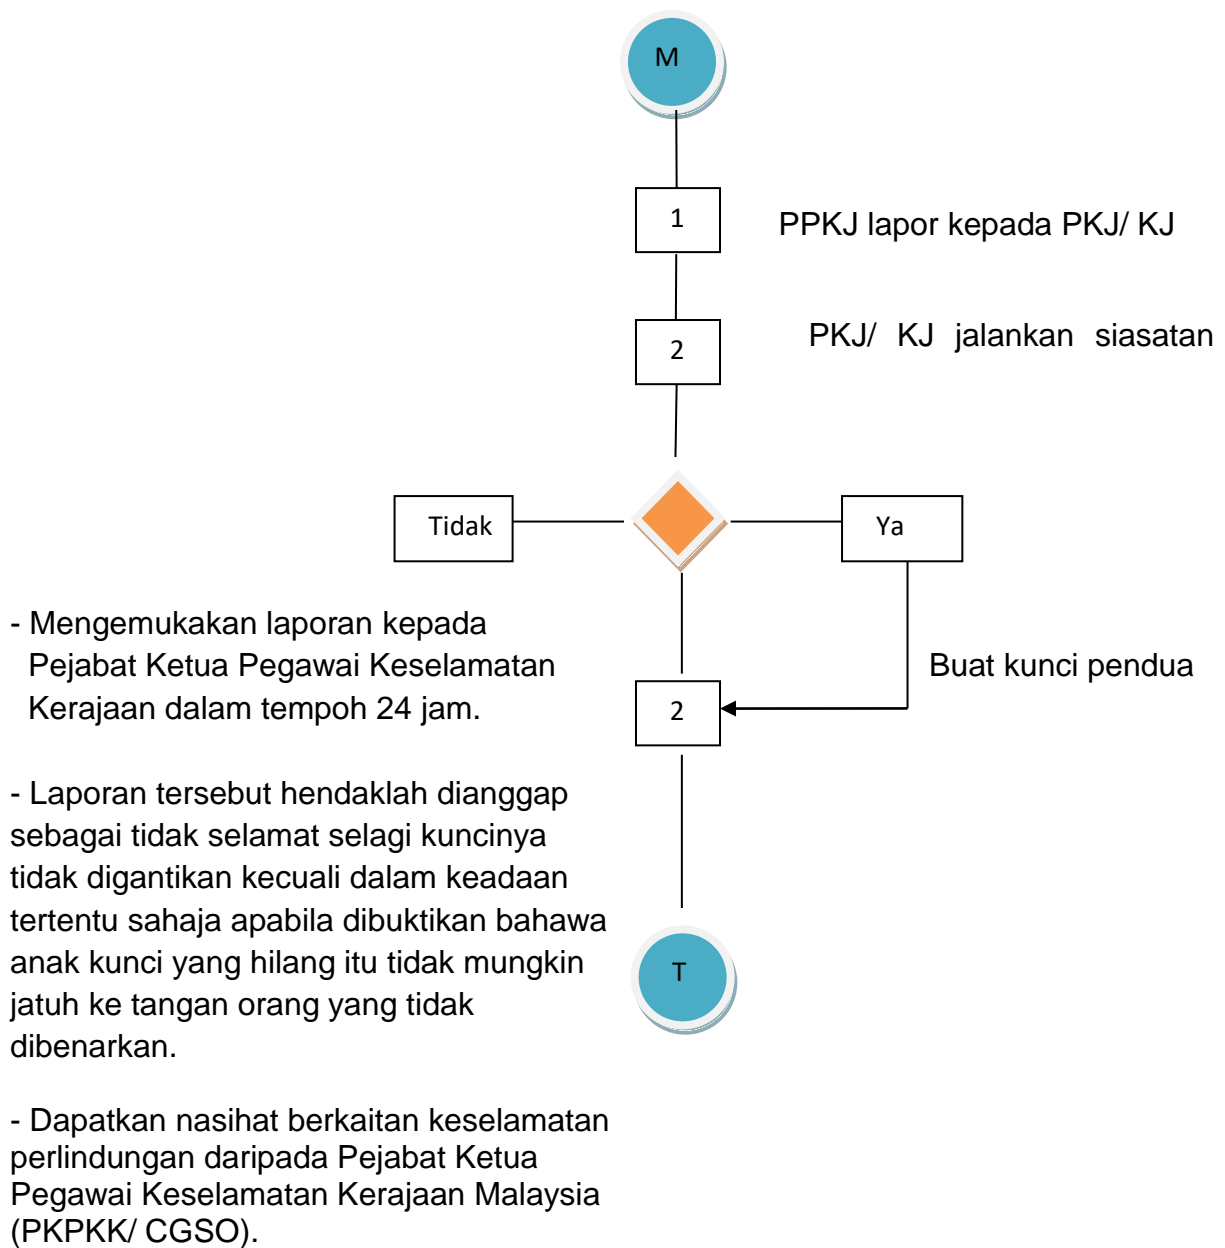 M
1
PPKJ lapor kepada PKJ/ KJ
2
PKJ/ KJ jalankan siasatan
Tidak
Ya
- Mengemukakan laporan kepada
Pejabat Ketua Pegawai Keselamatan
Kerajaan dalam tempoh 24 jam.
Buat kunci pendua
2
- Laporan tersebut hendaklah dianggap
sebagai tidak selamat selagi kuncinya
tidak digantikan kecuali dalam keadaan
tertentu sahaja apabila dibuktikan bahawa
anak kunci yang hilang itu tidak mungkin
jatuh ke tangan orang yang tidak
dibenarkan.
T
- Dapatkan nasihat berkaitan keselamatan
perlindungan daripada Pejabat Ketua
Pegawai Keselamatan Kerajaan Malaysia
(PKPKK/ CGSO).